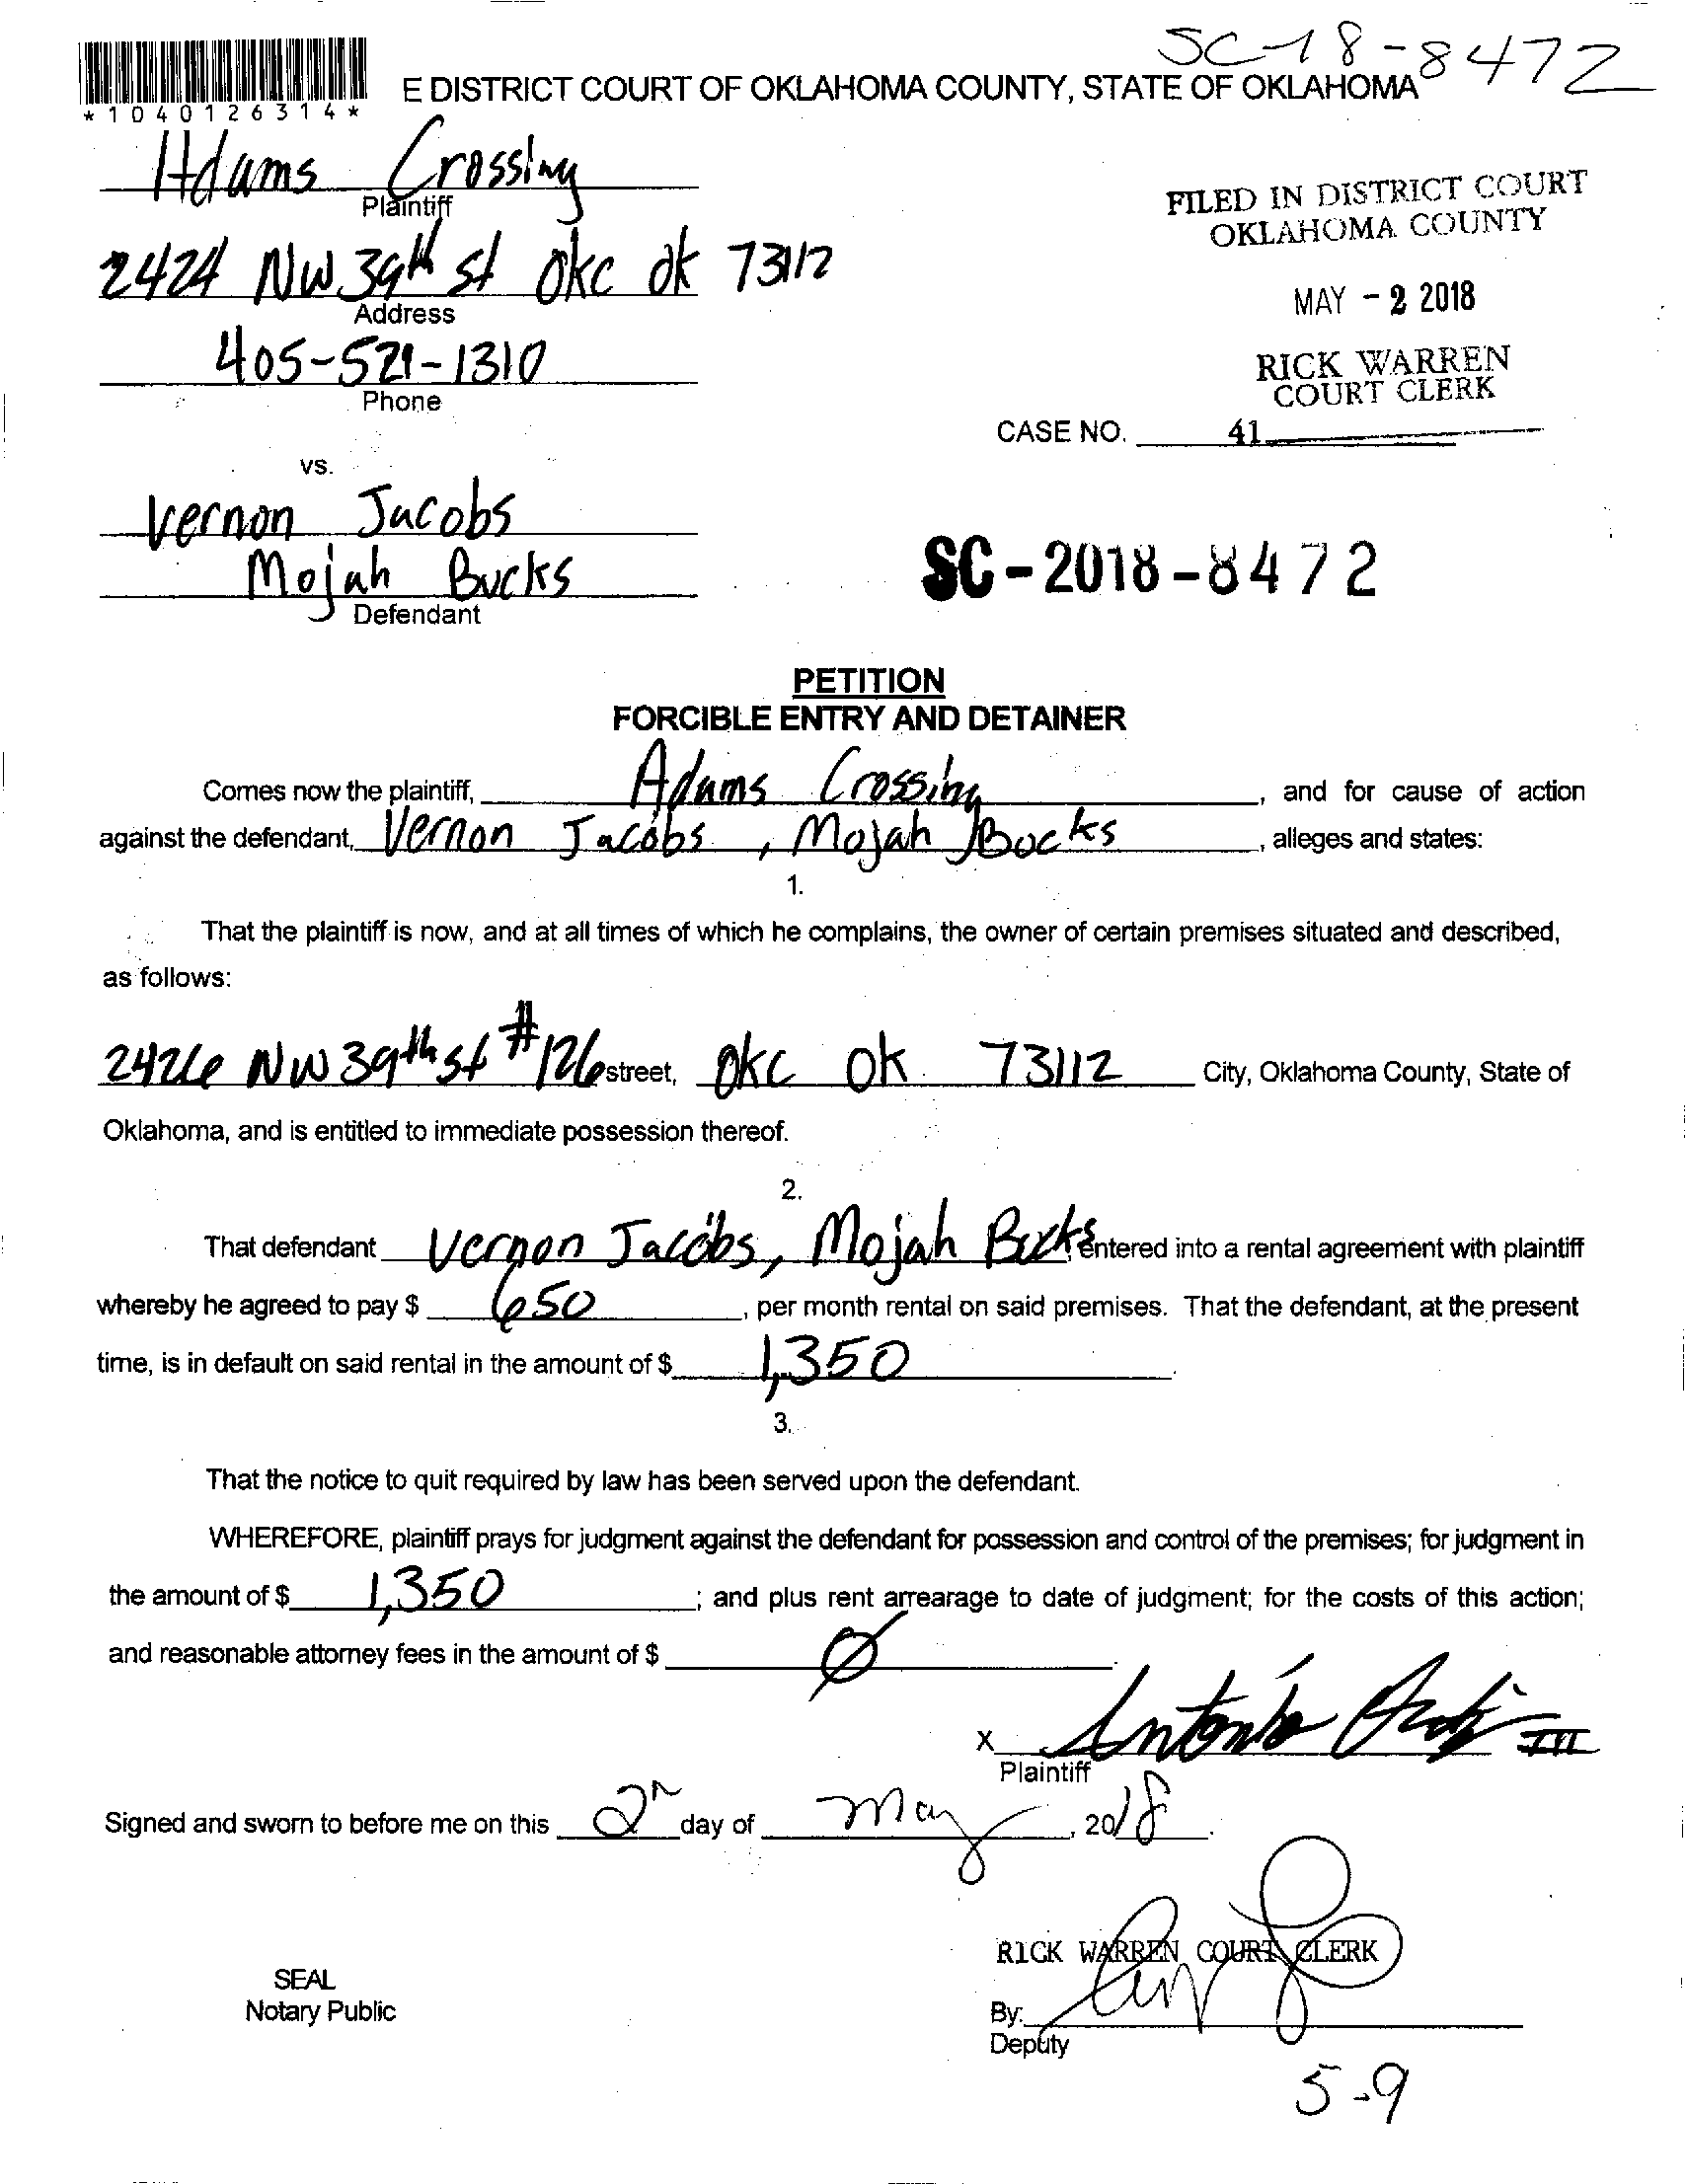 SC-18-8472
*1040126314*
E DISTRICT COURT OF OKLAHOMA COUNTY, STATE OF OKLAHOMA
Adams Crossing
Plaintiff
FILED IN DISTRICT COURT
OKLAHOMA COUNTY
2424 NW 39th st okc ok 73112
Address
MAY - 2 2018
405-521-1310
Phone
RICK WARREN
COURT CLERK
CASE NO. 41
vs.
Vernon Jacobs
Mojah Bucks
Defendant
SC-2018-8472
PETITION
FORCIBLE ENTRY AND DETAINER
Comes now the plaintiff, Adams Crossing, and for cause of action
against the defendant, Vernon Jacobs, Mojah Bocks, alleges and states:
1.
That the plaintiff is now, and at all times of which he complains, the owner of certain premises situated and described,
as follows:
2426 NW 39th st #126 street, okc ok 73112 City, Oklahoma County, State of
Oklahoma, and is entitled to immediate possession thereof.
2.
That defendant Vernon Jacobs, Mojah Bucks entered into a rental agreement with plaintiff
whereby he agreed to pay $ 650, per month rental on said premises. That the defendant, at the present
time, is in default on said rental in the amount of $ 1,350.
3.
That the notice to quit required by law has been served upon the defendant.
WHEREFORE, plaintiff prays for judgment against the defendant for possession and control of the premises; for judgment in
the amount of $ 1,350; and plus rent arrearage to date of judgment; for the costs of this action;
and reasonable attorney fees in the amount of $ Ø.
X Antonio III
Plaintiff
Signed and sworn to before me on this 2n day of may, 2018.
RICK WARREN COURT CLERK
SEAL
Notary Public
By:
Deputy
5-9